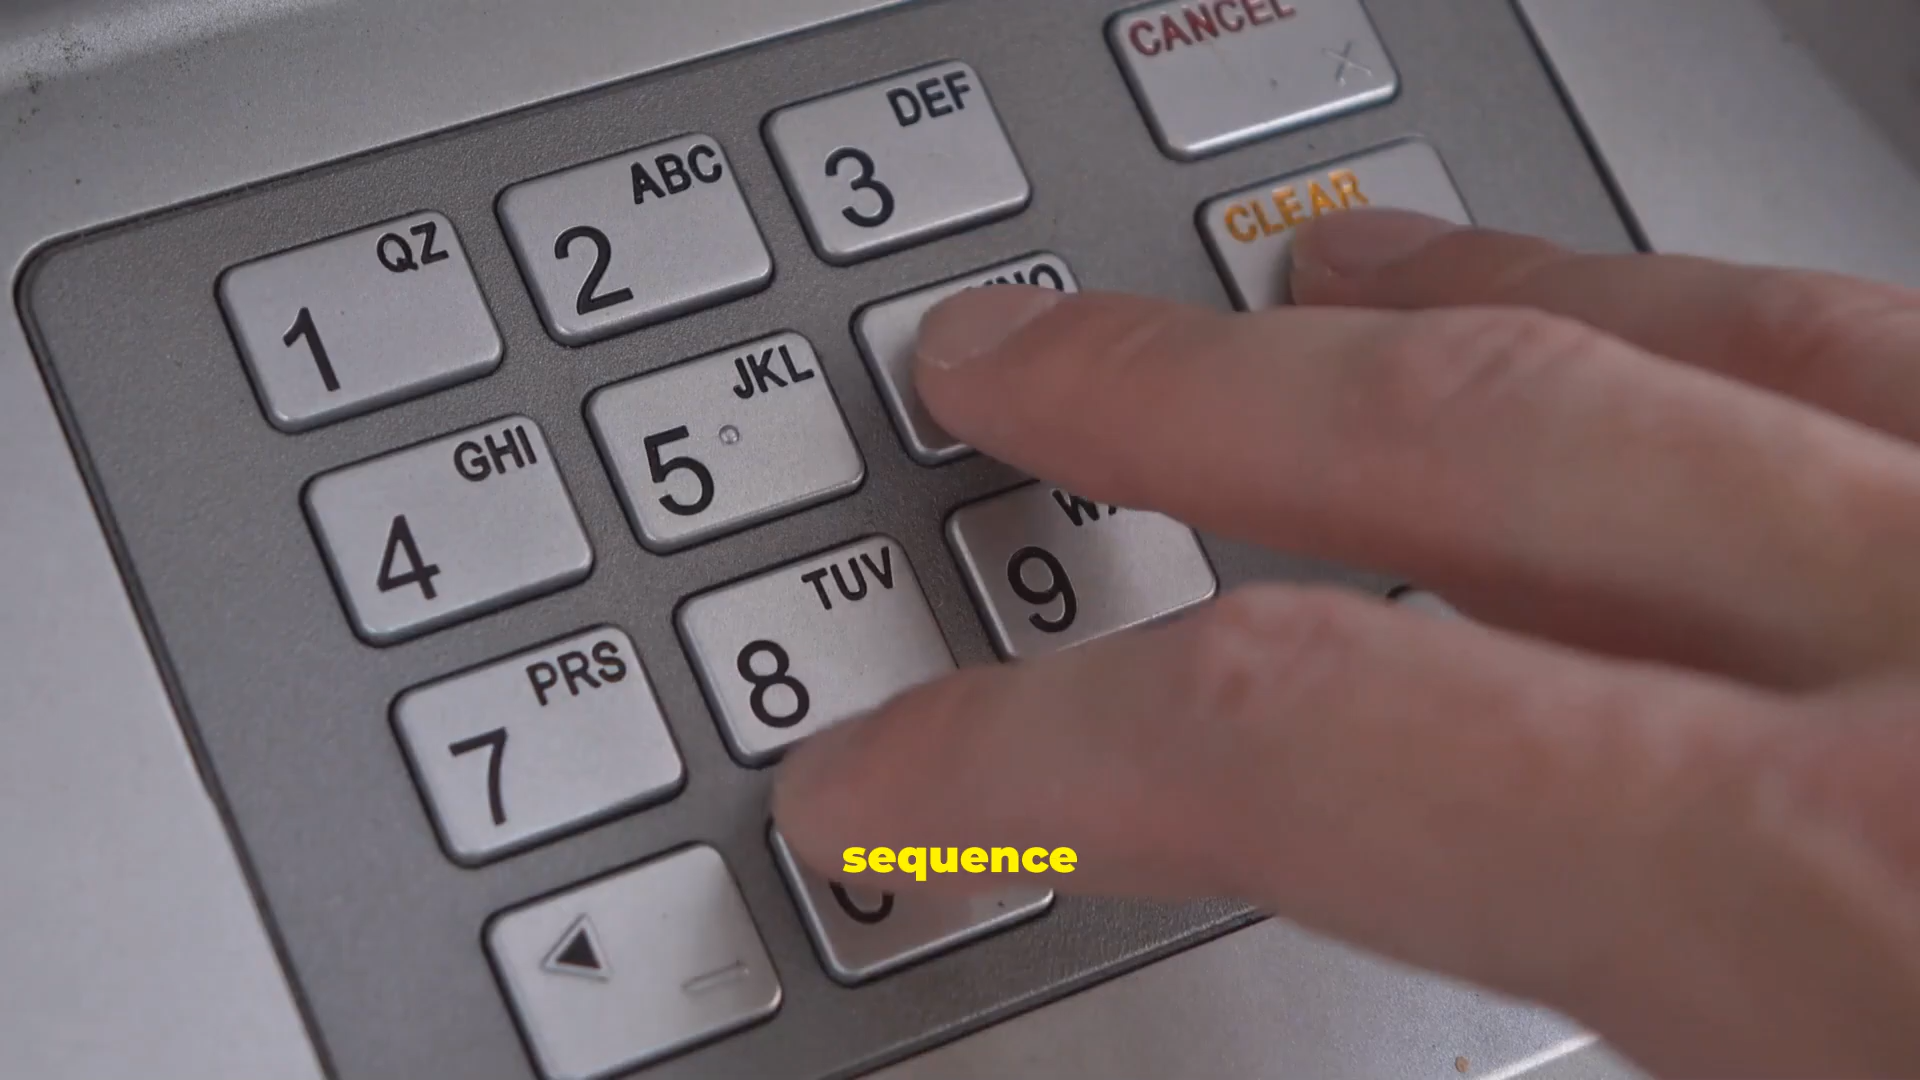 CANCEL
DEF
3
ABC
2
CLEAR
QZ
1
JKL
5
GHI
4
9
TUV
8
PRS
7
sequence